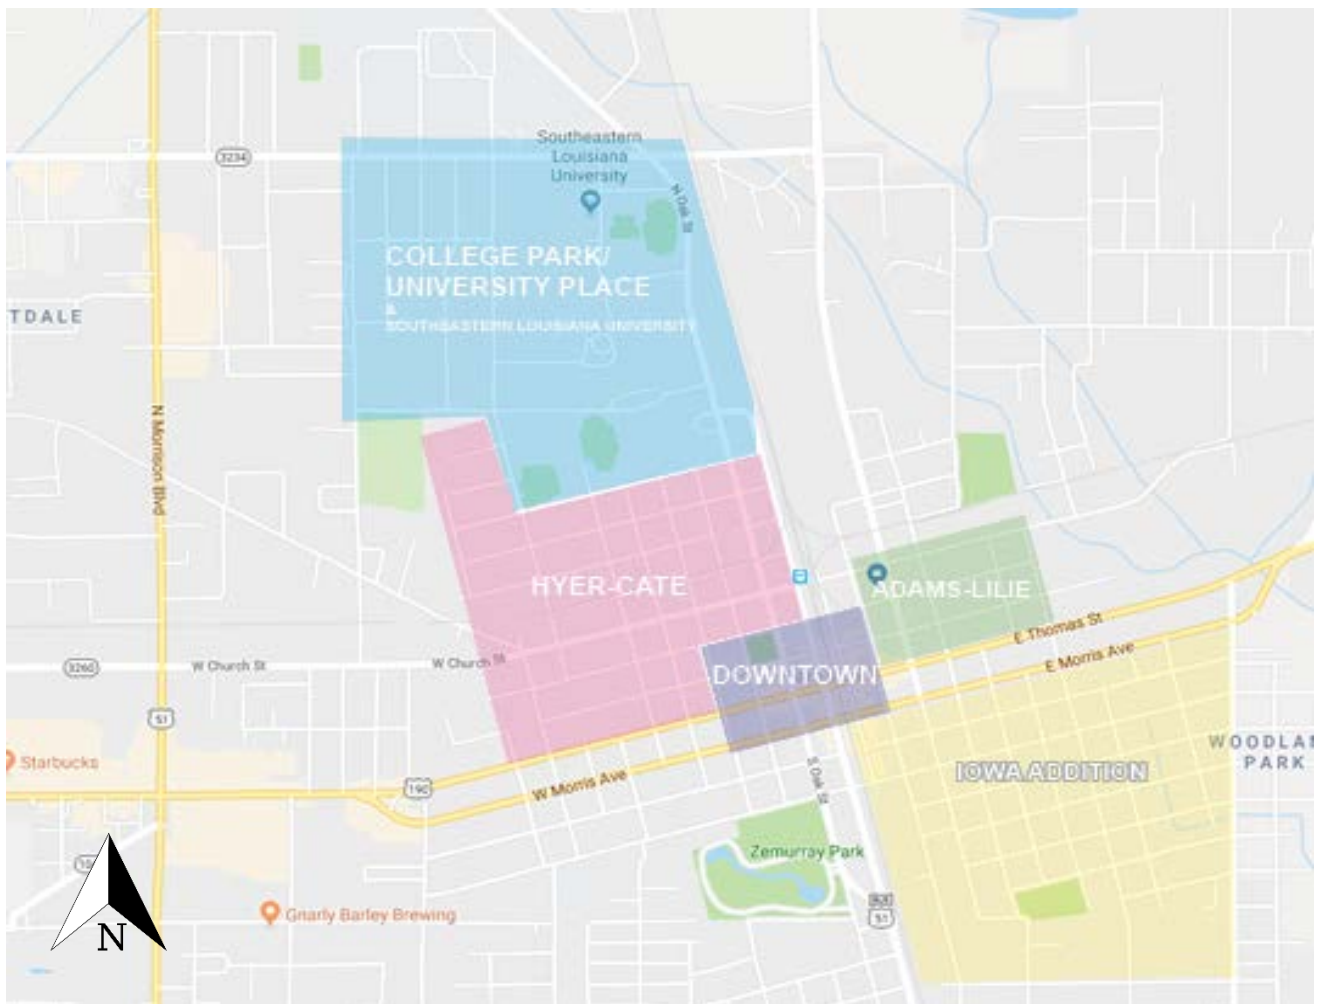 Southeastern
Louisiana
University
3234
N Oak St
COLLEGE PARK/
UNIVERSITY PLACE
&
SOUTHEASTERN LOUISIANA UNIVERSITY
TDALE
N Morrison Blvd
HYER-CATE
ADAMS-LILIE
E Thomas St
E Morris Ave
3260
W Church St
W Church St
DOWNTOWN
51
WOODLAN
PARK
Starbucks
190
W Morris Ave
S Oak St
IOWA ADDITION
Zemurray Park
51
Gnarly Barley Brewing
N